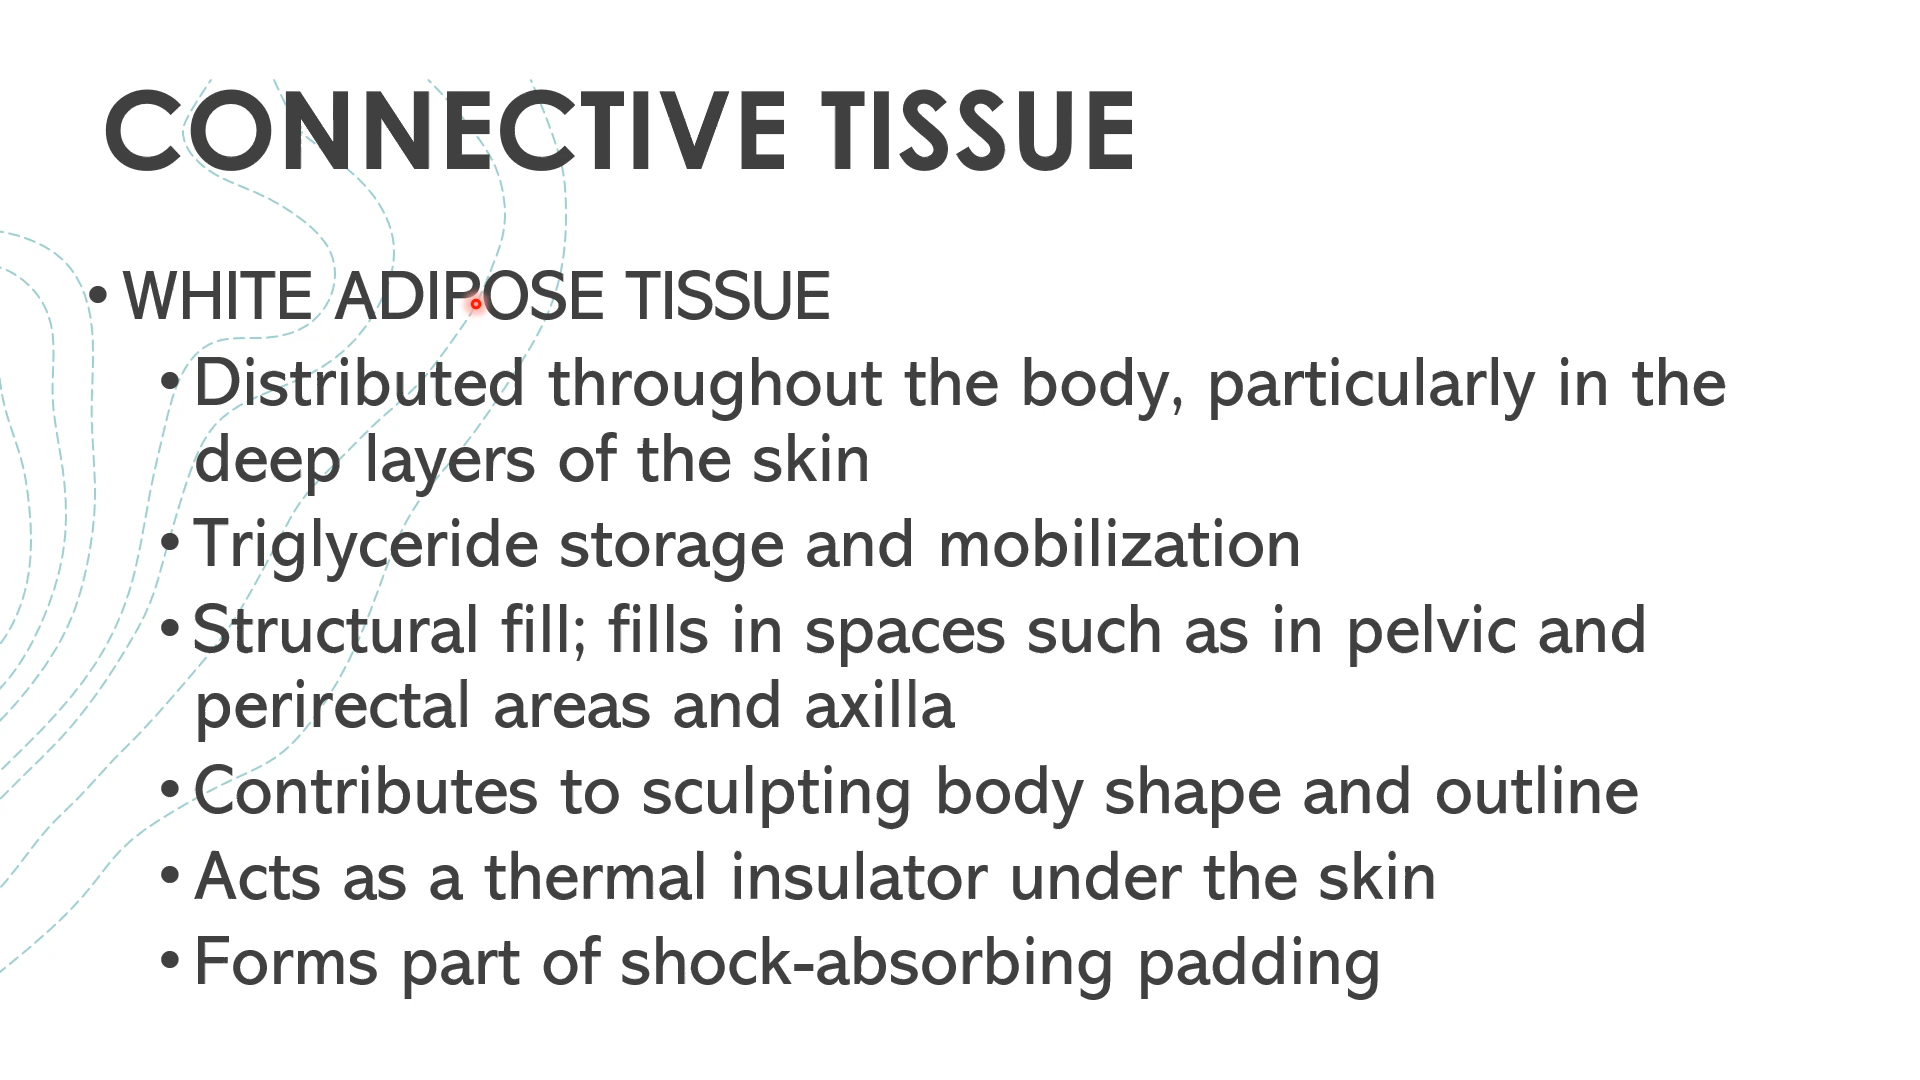 CONNECTIVE TISSUE
• WHITE ADIPOSE TISSUE
• Distributed throughout the body, particularly in the
deep layers of the skin
• Triglyceride storage and mobilization
• Structural fill; fills in spaces such as in pelvic and
perirectal areas and axilla
• Contributes to sculpting body shape and outline
• Acts as a thermal insulator under the skin
• Forms part of shock-absorbing padding